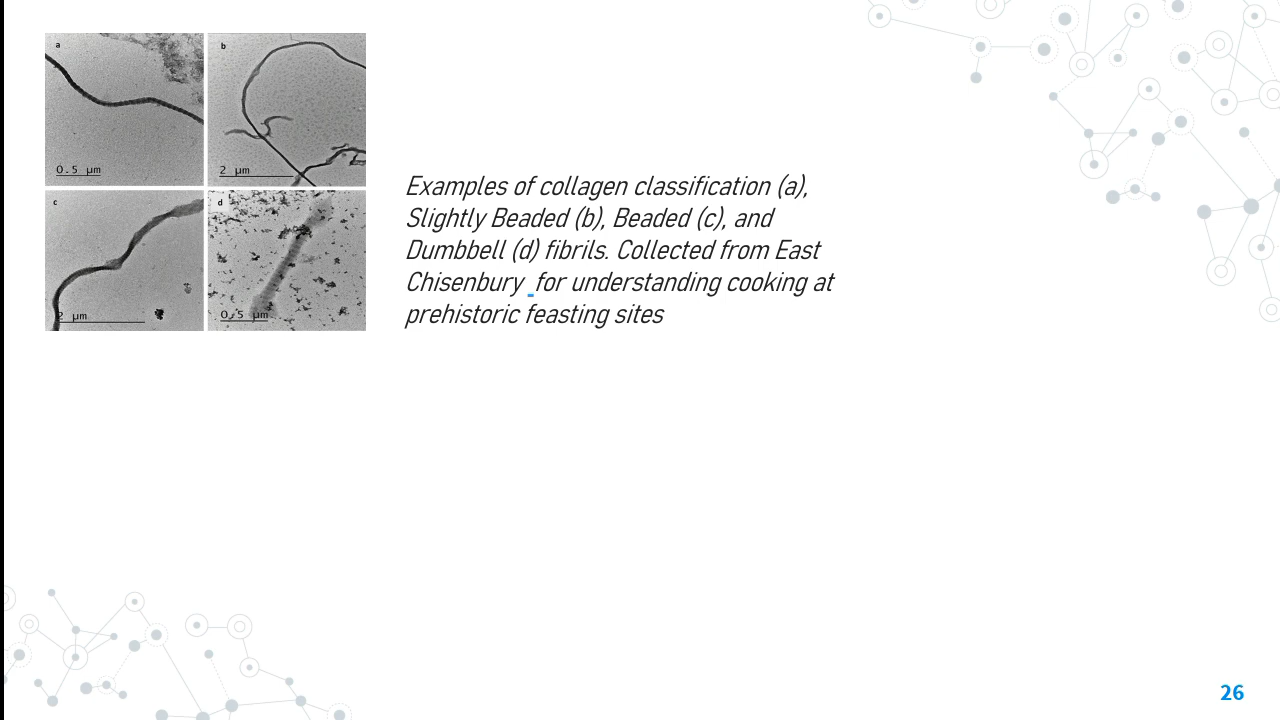 a
b
0.5 µm
2 µm
c
d
2 µm
0.5 µm
Examples of collagen classification (a),
Slightly Beaded (b), Beaded (c), and
Dumbbell (d) fibrils. Collected from East
Chisenbury for understanding cooking at
prehistoric feasting sites
26